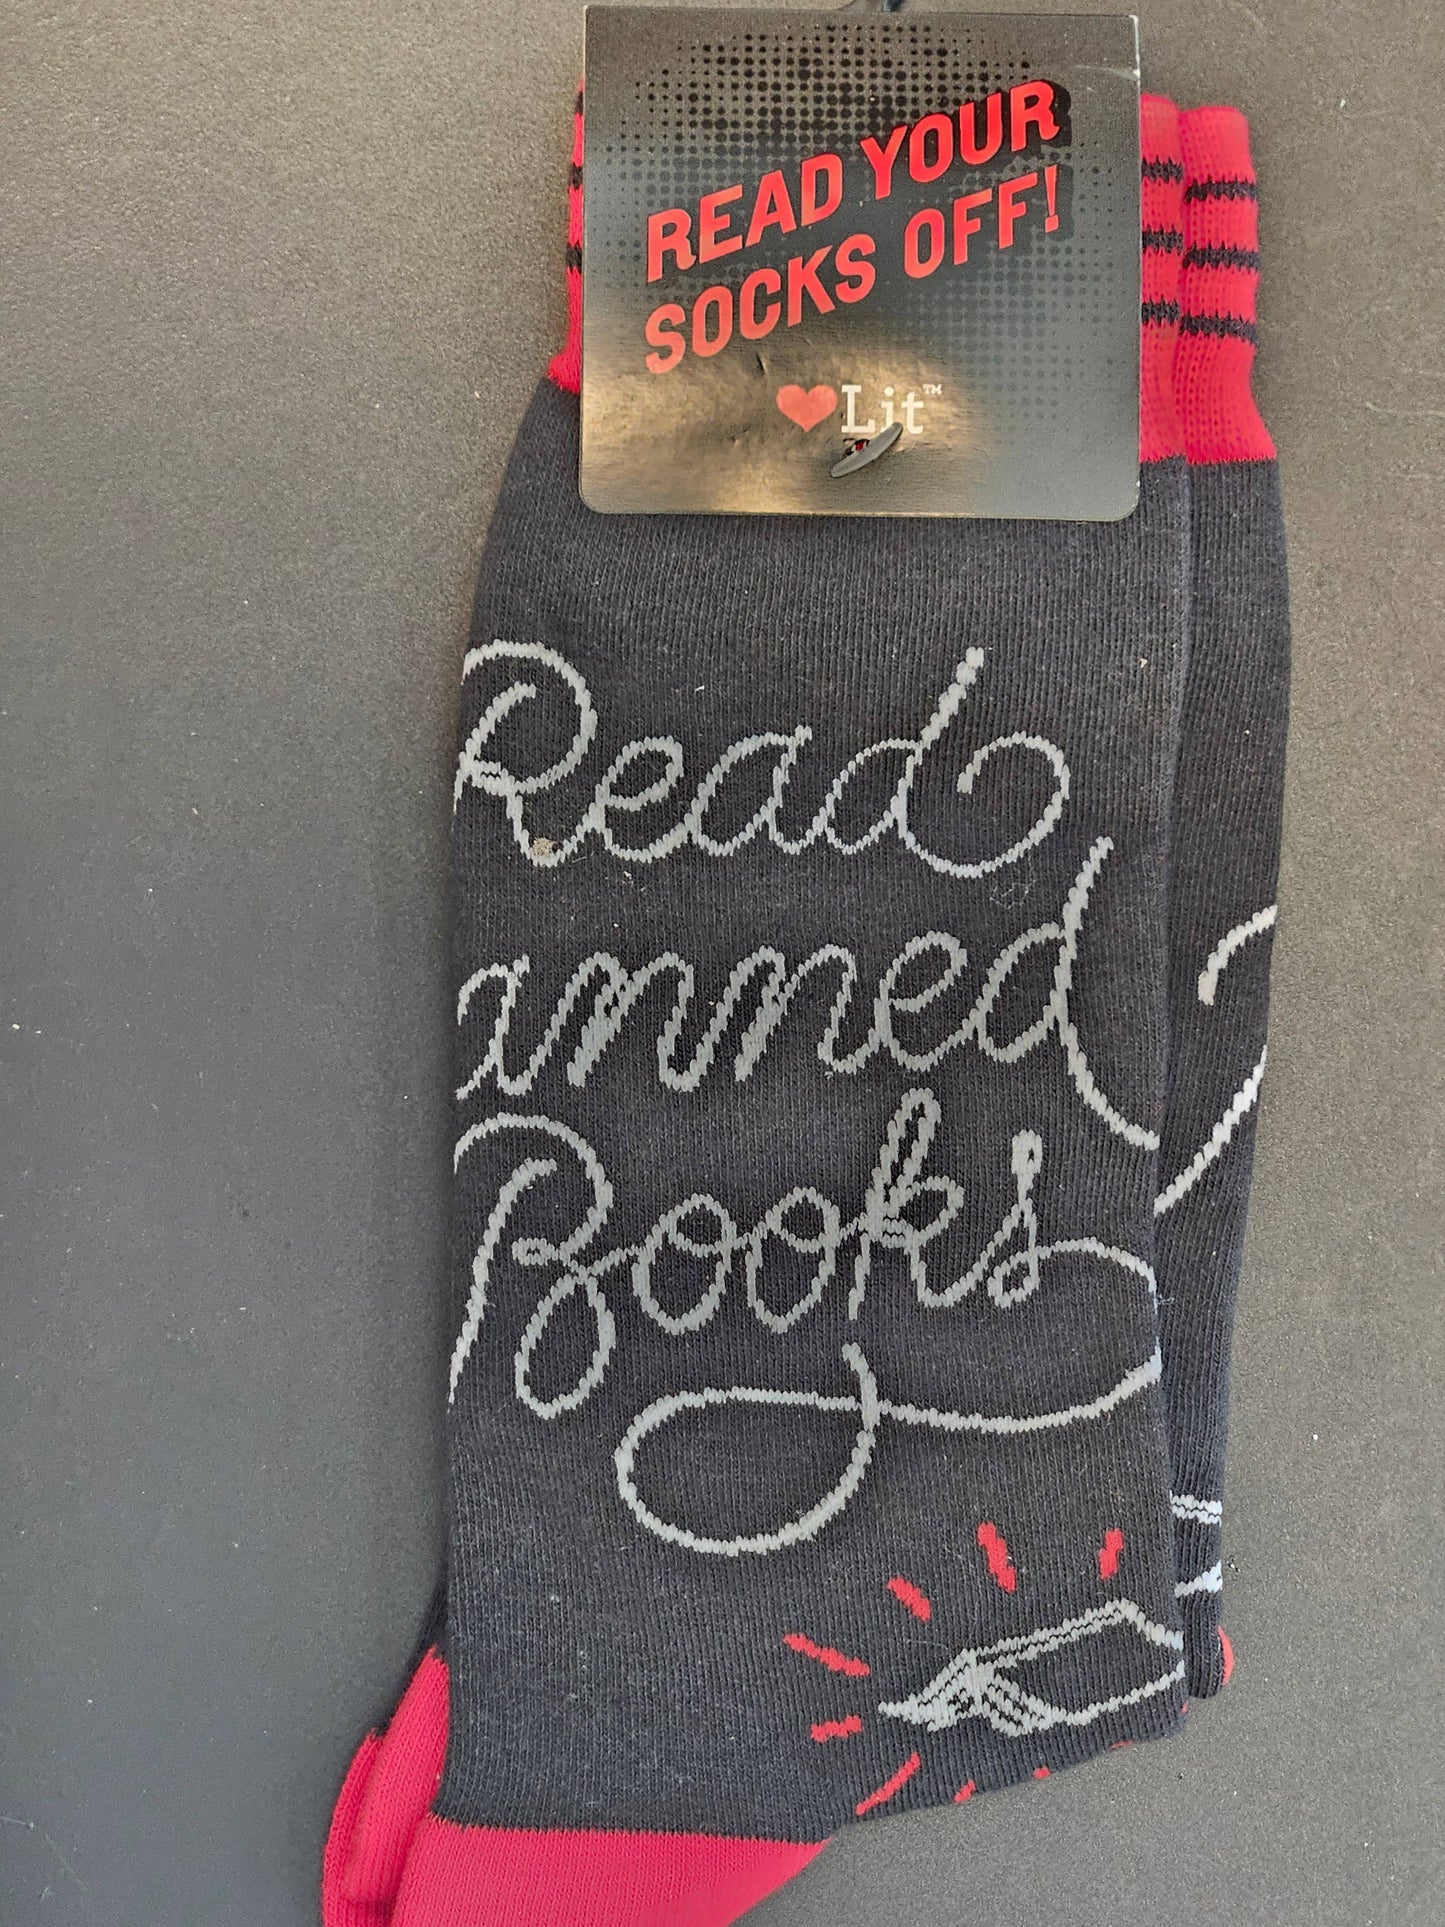 READ YOUR
SOCKS OFF!
❤Lit™
Read
anned
Books